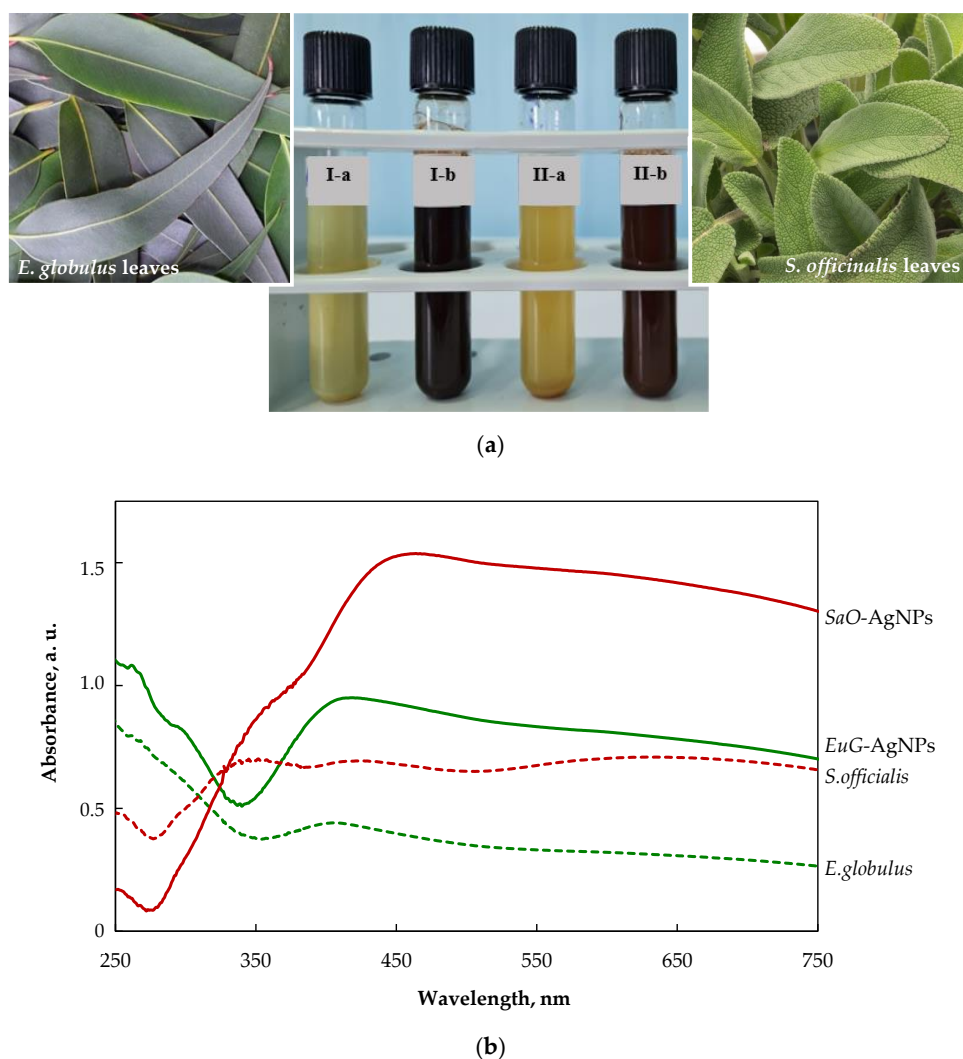 I-a
I-b
II-a
II-b
E. globulus leaves
S. officinalis leaves
(a)
1.5
1.0
0.5
0
Absorbance, a. u.
SaO-AgNPs
EuG-AgNPs
S.officialis
E.globulus
250
350
450
550
650
750
Wavelength, nm
(b)